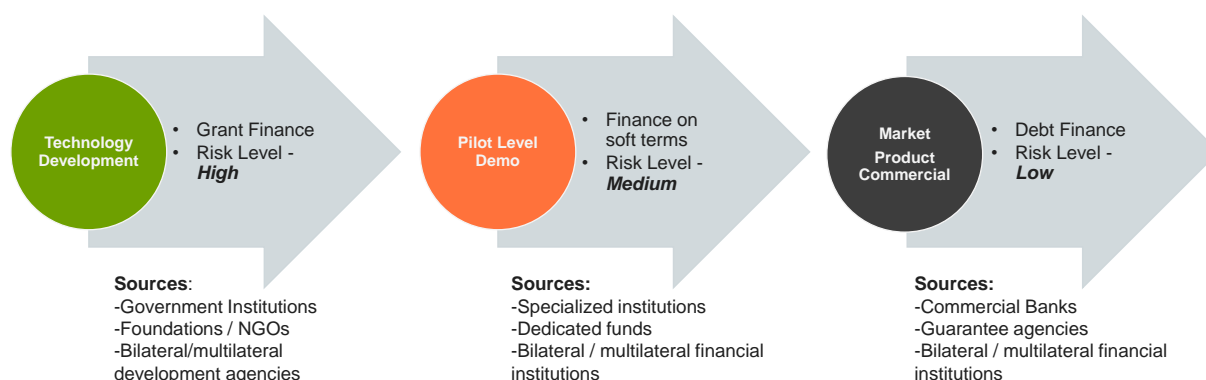 Technology
Development
• Grant Finance
• Risk Level -
High
Sources:
-Government Institutions
-Foundations / NGOs
-Bilateral/multilateral
development agencies
Pilot Level
Demo
• Finance on
soft terms
• Risk Level -
Medium
Sources:
-Specialized institutions
-Dedicated funds
-Bilateral / multilateral financial
institutions
Market
Product
Commercial
• Debt Finance
• Risk Level -
Low
Sources:
-Commercial Banks
-Guarantee agencies
-Bilateral / multilateral financial
institutions